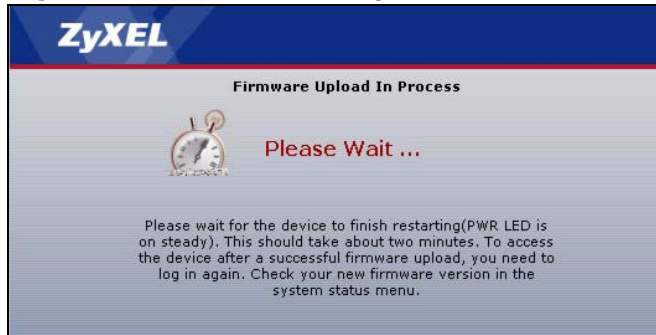 ZyXEL
Firmware Upload In Process
Please Wait ...
Please wait for the device to finish restarting(PWR LED is
on steady). This should take about two minutes. To access
the device after a successful firmware upload, you need to
log in again. Check your new firmware version in the
system status menu.